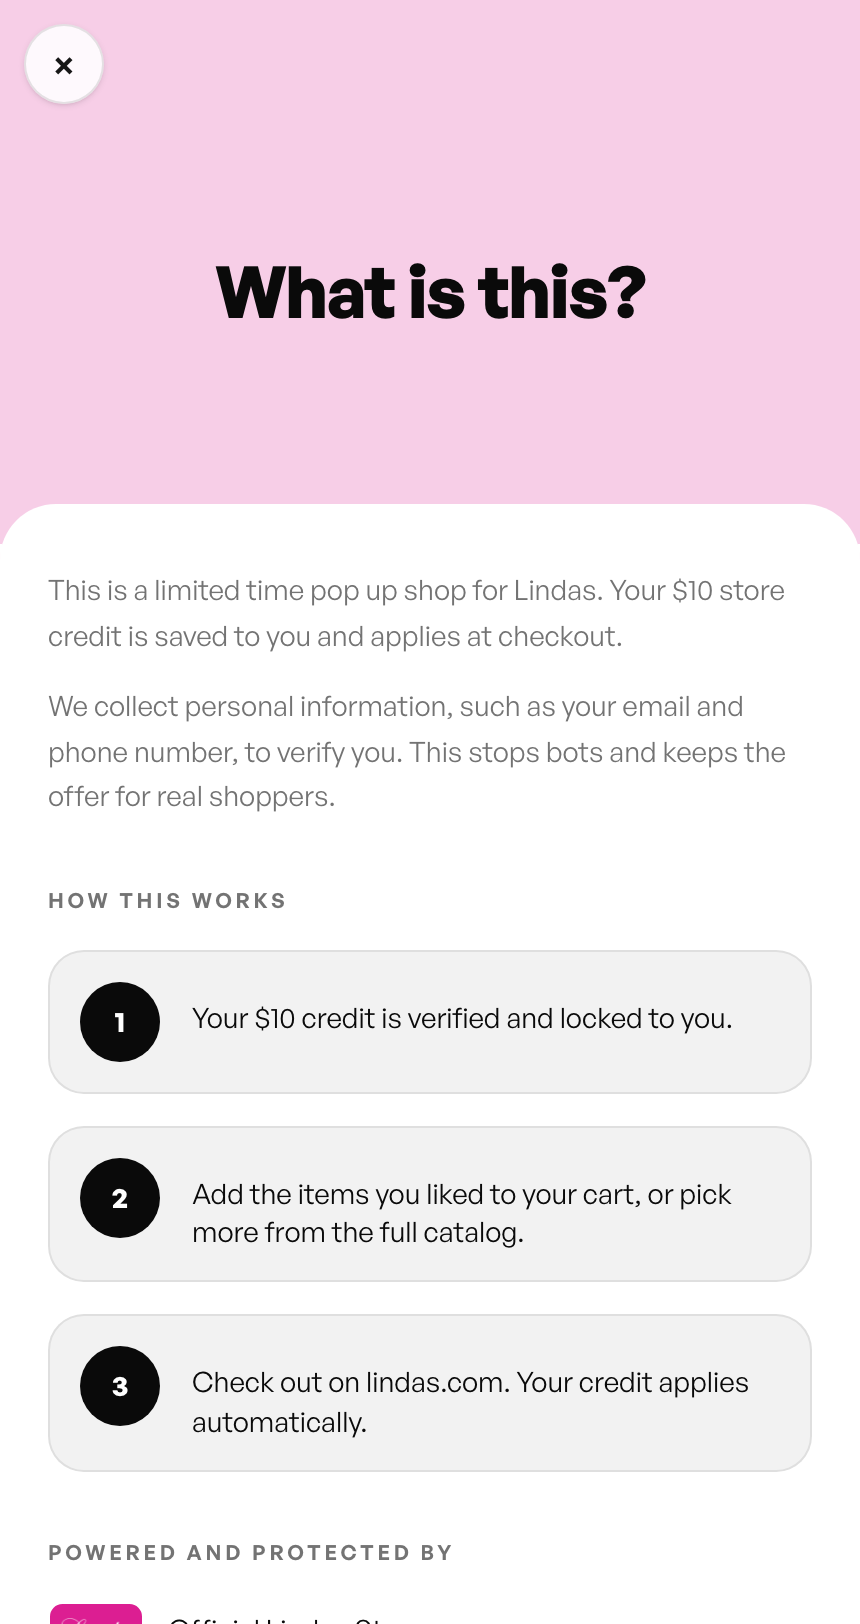 ×
What is this?
This is a limited time pop up shop for Lindas. Your $10 store
credit is saved to you and applies at checkout.
We collect personal information, such as your email and
phone number, to verify you. This stops bots and keeps the
offer for real shoppers.
HOW THIS WORKS
1
Your $10 credit is verified and locked to you.
2
Add the items you liked to your cart, or pick
more from the full catalog.
3
Check out on lindas.com. Your credit applies
automatically.
POWERED AND PROTECTED BY